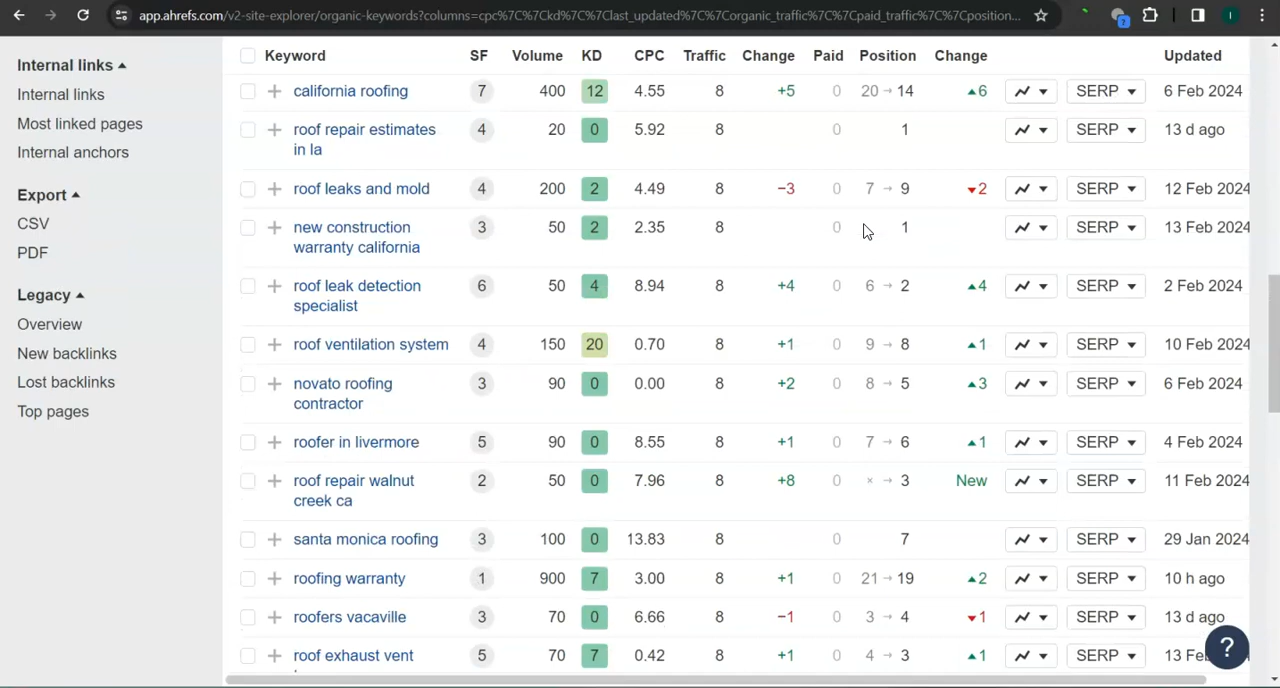 app.ahrefs.com/v2-site-explorer/organic-keywords?columns=cpc%7C%7Ckd%7C%7Clast_updated%7C%7Corganic_traffic%7C%7Cpaid_traffic%7C%7Cposition...
Internal links
Internal links
Most linked pages
Internal anchors
Export
CSV
PDF
Legacy
Overview
New backlinks
Lost backlinks
Top pages
Keyword SF Volume KD CPC Traffic Change Paid Position Change Updated
california roofing 7 400 12 4.55 8 +5 0 20 → 14 ▲6 SERP ▼ 6 Feb 2024
roof repair estimates 4 20 0 5.92 8 0 1 SERP ▼ 13 d ago
in la
roof leaks and mold 4 200 2 4.49 8 −3 0 7 → 9 ▼2 SERP ▼ 12 Feb 2024
new construction 3 50 2 2.35 8 0 1 SERP ▼ 13 Feb 2024
warranty california
roof leak detection 6 50 4 8.94 8 +4 0 6 → 2 ▲4 SERP ▼ 2 Feb 2024
specialist
roof ventilation system 4 150 20 0.70 8 +1 0 9 → 8 ▲1 SERP ▼ 10 Feb 2024
novato roofing 3 90 0 0.00 8 +2 0 8 → 5 ▲3 SERP ▼ 6 Feb 2024
contractor
roofer in livermore 5 90 0 8.55 8 +1 0 7 → 6 ▲1 SERP ▼ 4 Feb 2024
roof repair walnut 2 50 0 7.96 8 +8 0 × → 3 New SERP ▼ 11 Feb 2024
creek ca
santa monica roofing 3 100 0 13.83 8 0 7 SERP ▼ 29 Jan 2024
roofing warranty 1 900 7 3.00 8 +1 0 21 → 19 ▲2 SERP ▼ 10 h ago
roofers vacaville 3 70 0 6.66 8 −1 0 3 → 4 ▼1 SERP ▼ 13 d ago
roof exhaust vent 5 70 7 0.42 8 +1 0 4 → 3 ▲1 SERP ▼ 13 Fe
?